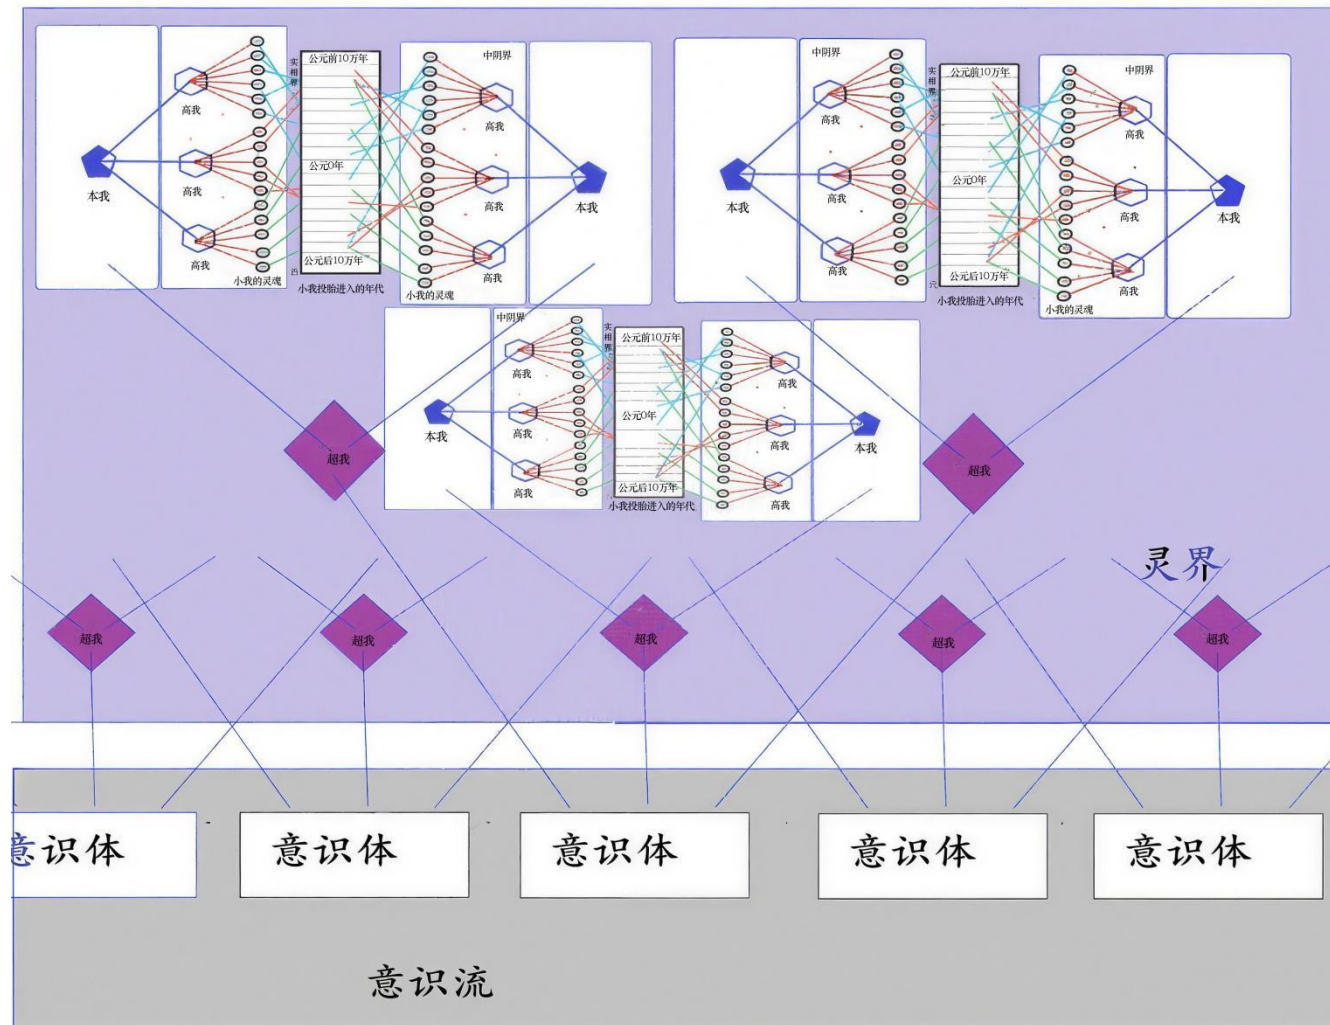 中阴界
公元前10万年
实相界
公元0年
公元后10万年
高我
高我
高我
本我
小我的灵魂
小我投胎进入的年代
高我
高我
高我
本我
小我的灵魂
中阴界
公元前10万年
实相界
公元0年
公元后10万年
高我
高我
高我
本我
小我投胎进入的年代
中阴界
高我
高我
高我
本我
小我的灵魂
中阴界
公元前10万年
实相界
公元0年
公元后10万年
高我
高我
高我
本我
小我投胎进入的年代
高我
高我
高我
本我
超我
超我
灵界
超我
超我
超我
超我
超我
意识体
意识体
意识体
意识体
意识体
意识流